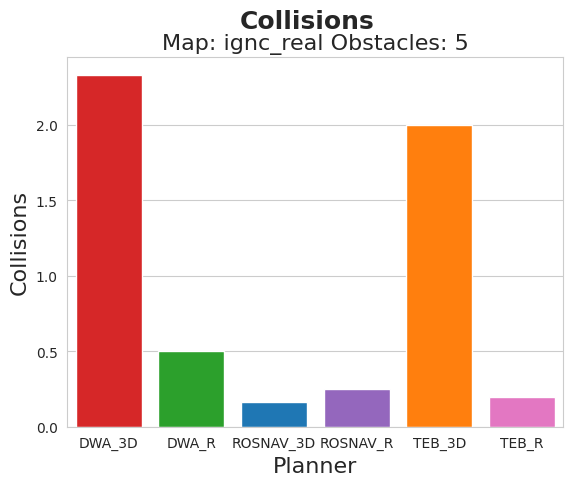 Collisions
Map: ignc_real Obstacles: 5
Collisions
2.0
1.5
1.0
0.5
0.0
DWA_3D DWA_R ROSNAV_3D ROSNAV_R TEB_3D TEB_R
Planner